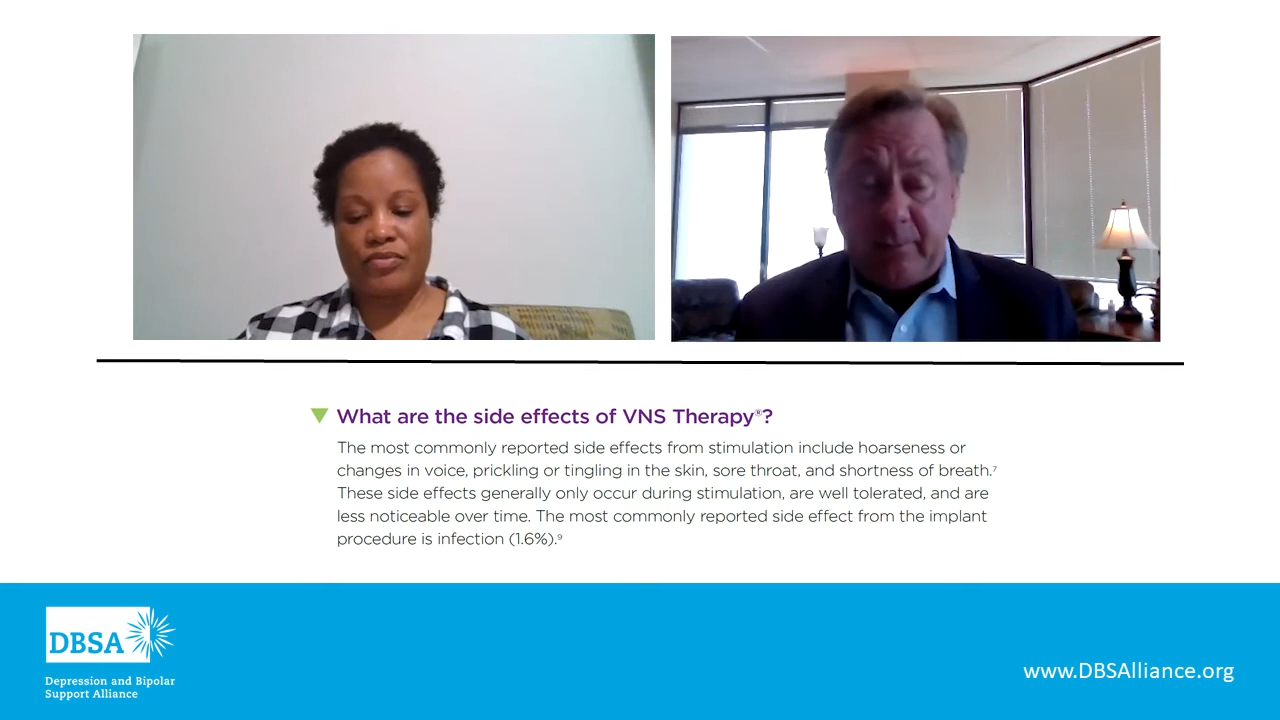 What are the side effects of VNS Therapy®?
The most commonly reported side effects from stimulation include hoarseness or
changes in voice, prickling or tingling in the skin, sore throat, and shortness of breath.⁷
These side effects generally only occur during stimulation, are well tolerated, and are
less noticeable over time. The most commonly reported side effect from the implant
procedure is infection (1.6%).⁹
DBSA
Depression and Bipolar
Support Alliance
www.DBSAlliance.org